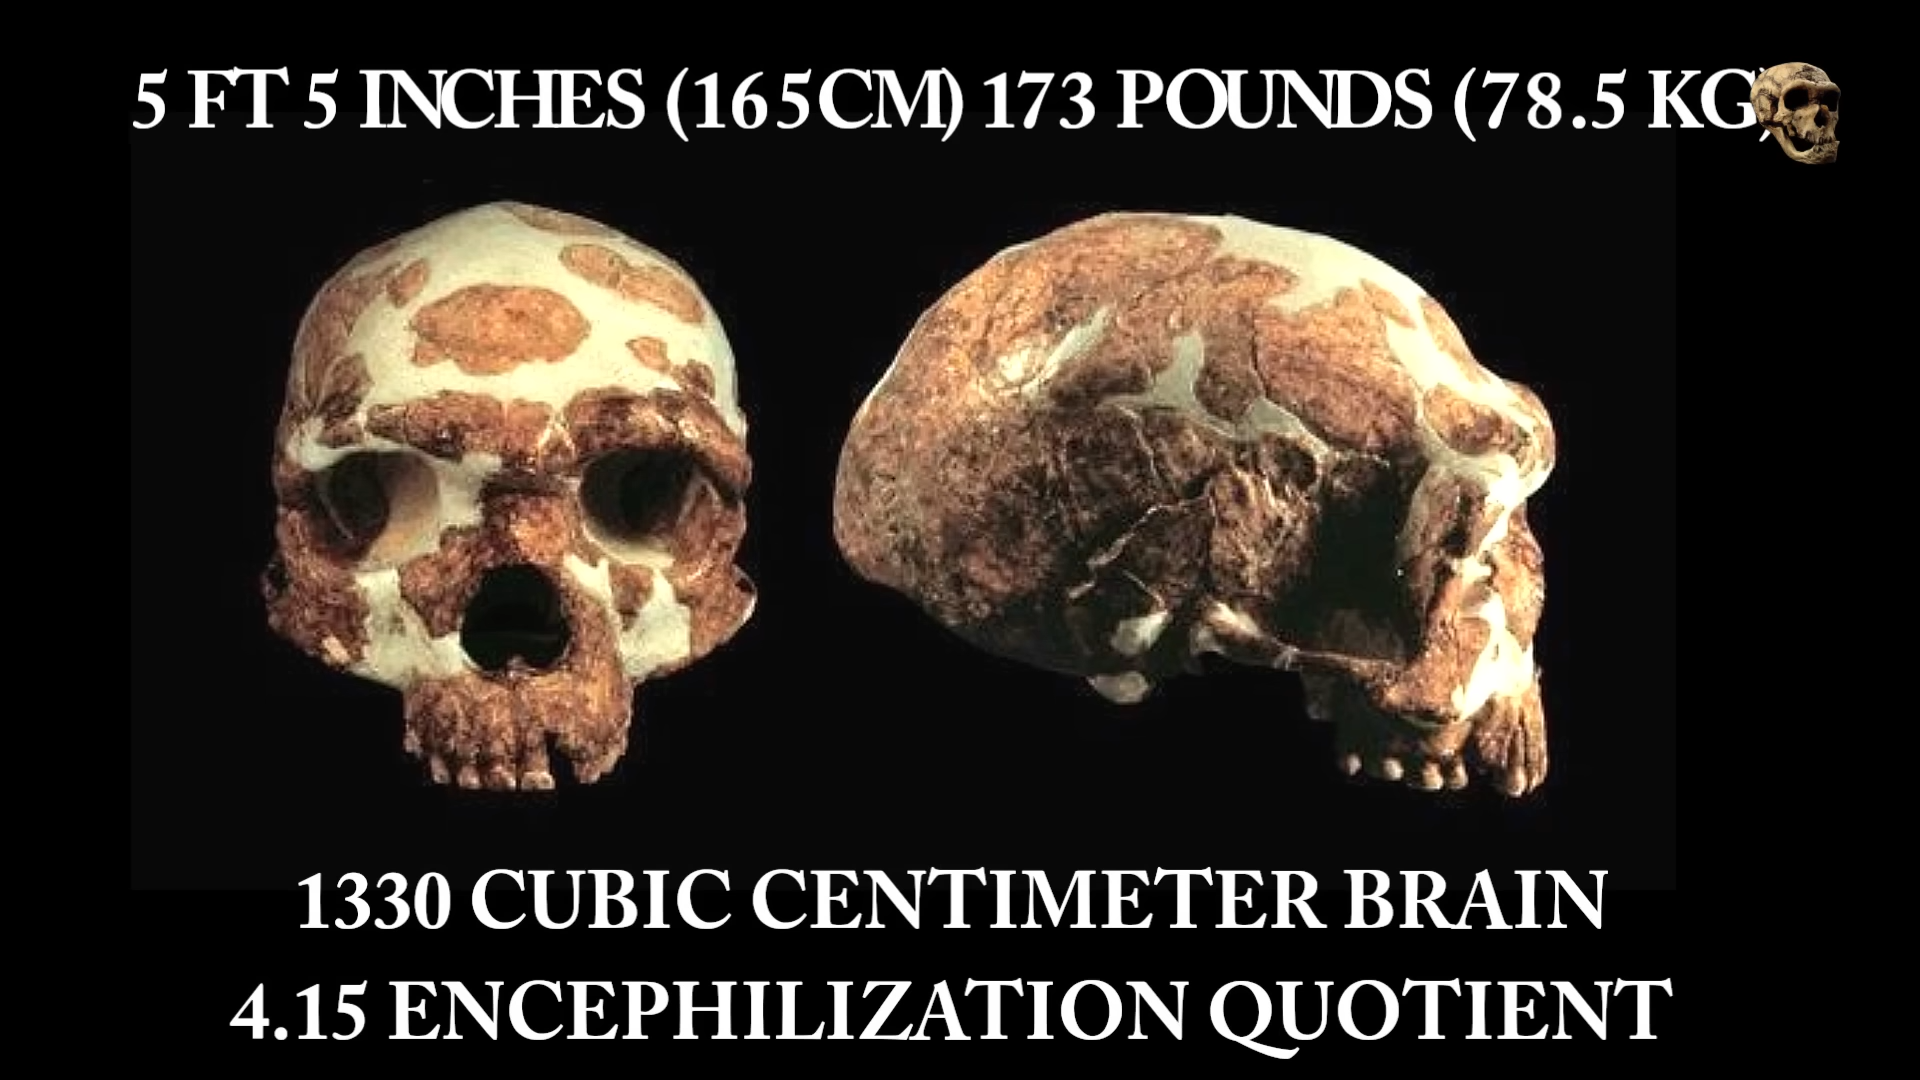 5 FT 5 INCHES (165CM) 173 POUNDS (78.5 KG)
1330 CUBIC CENTIMETER BRAIN
4.15 ENCEPHILIZATION QUOTIENT